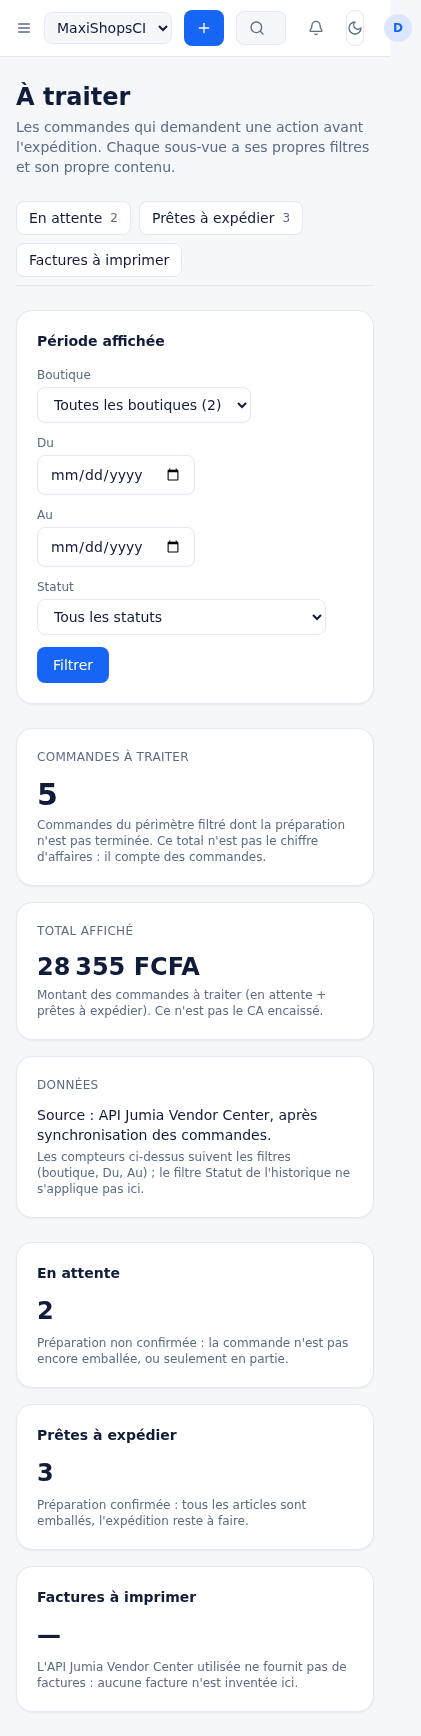 MaxiShopsCI
D
À traiter
Les commandes qui demandent une action avant
l'expédition. Chaque sous-vue a ses propres filtres
et son propre contenu.
En attente 2
Prêtes à expédier 3
Factures à imprimer
Période affichée
Boutique
Toutes les boutiques (2)
Du
mm/dd/yyyy
Au
mm/dd/yyyy
Statut
Tous les statuts
Filtrer
COMMANDES À TRAITER
5
Commandes du périmètre filtré dont la préparation
n'est pas terminée. Ce total n'est pas le chiffre
d'affaires : il compte des commandes.
TOTAL AFFICHÉ
28 355 FCFA
Montant des commandes à traiter (en attente +
prêtes à expédier). Ce n'est pas le CA encaissé.
DONNÉES
Source : API Jumia Vendor Center, après
synchronisation des commandes.
Les compteurs ci-dessus suivent les filtres
(boutique, Du, Au) ; le filtre Statut de l'historique ne
s'applique pas ici.
En attente
2
Préparation non confirmée : la commande n'est pas
encore emballée, ou seulement en partie.
Prêtes à expédier
3
Préparation confirmée : tous les articles sont
emballés, l'expédition reste à faire.
Factures à imprimer
—
L'API Jumia Vendor Center utilisée ne fournit pas de
factures : aucune facture n'est inventée ici.